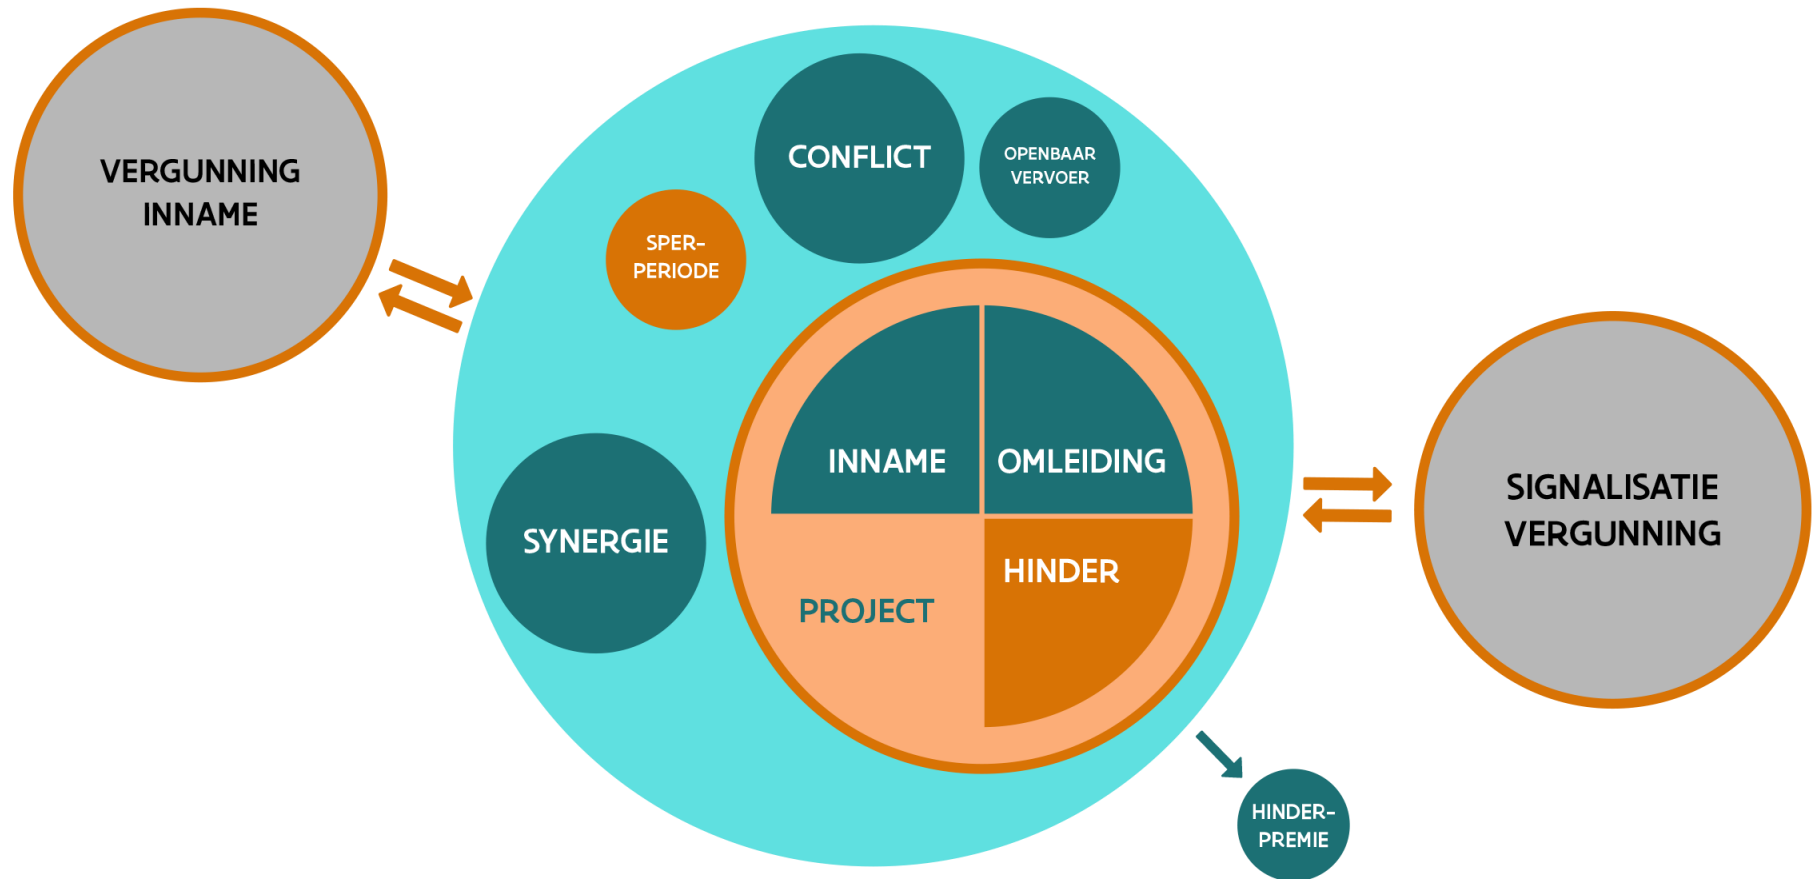 VERGUNNING
INNAME
CONFLICT
OPENBAAR
VERVOER
SPER-
PERIODE
INNAME
OMLEIDING
SYNERGIE
HINDER
PROJECT
SIGNALISATIE
VERGUNNING
HINDER-
PREMIE